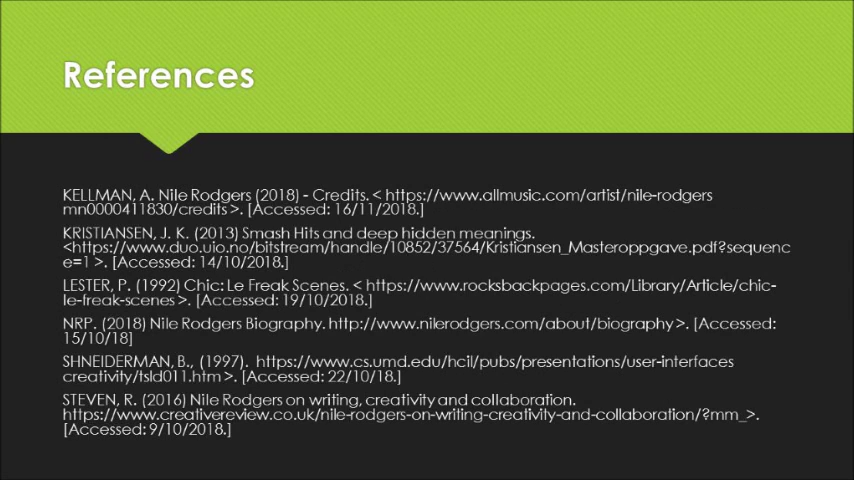 References
KELLMAN, A. Nile Rodgers (2018) - Credits. < https://www.allmusic.com/artist/nile-rodgers
mn0000411830/credits >. [Accessed: 16/11/2018.]
KRISTIANSEN, J. K. (2013) Smash Hits and deep hidden meanings.
<https://www.duo.uio.no/bitstream/handle/10852/37564/Kristiansen_Masteroppgave.pdf?sequenc
e=1 >. [Accessed: 14/10/2018.]
LESTER, P. (1992) Chic: Le Freak Scenes. < https://www.rocksbackpages.com/Library/Article/chic-
le-freak-scenes >. [Accessed: 19/10/2018.]
NRP. (2018) Nile Rodgers Biography. http://www.nilerodgers.com/about/biography >. [Accessed:
15/10/18]
SHNEIDERMAN, B., (1997). https://www.cs.umd.edu/hcil/pubs/presentations/user-interfaces
creativity/tsld011.htm >. [Accessed: 22/10/18.]
STEVEN, R. (2016) Nile Rodgers on writing, creativity and collaboration.
https://www.creativereview.co.uk/nile-rodgers-on-writing-creativity-and-collaboration/?mm_>.
[Accessed: 9/10/2018.]